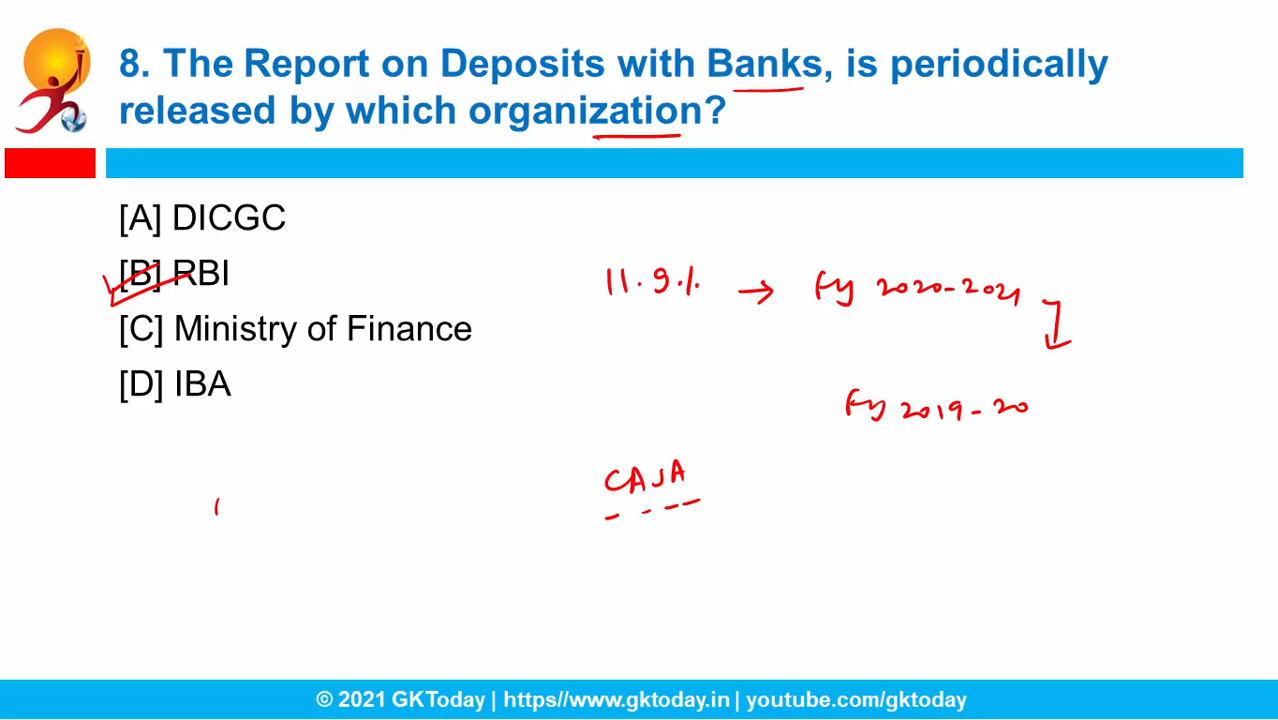 8. The Report on Deposits with Banks, is periodically
released by which organization?
[A] DICGC
[B] RBI
11.9% → Fy 2020-2021
[C] Ministry of Finance
[D] IBA
Fy 2019-20
CASA
© 2021 GKToday | https//www.gktoday.in | youtube.com/gktoday